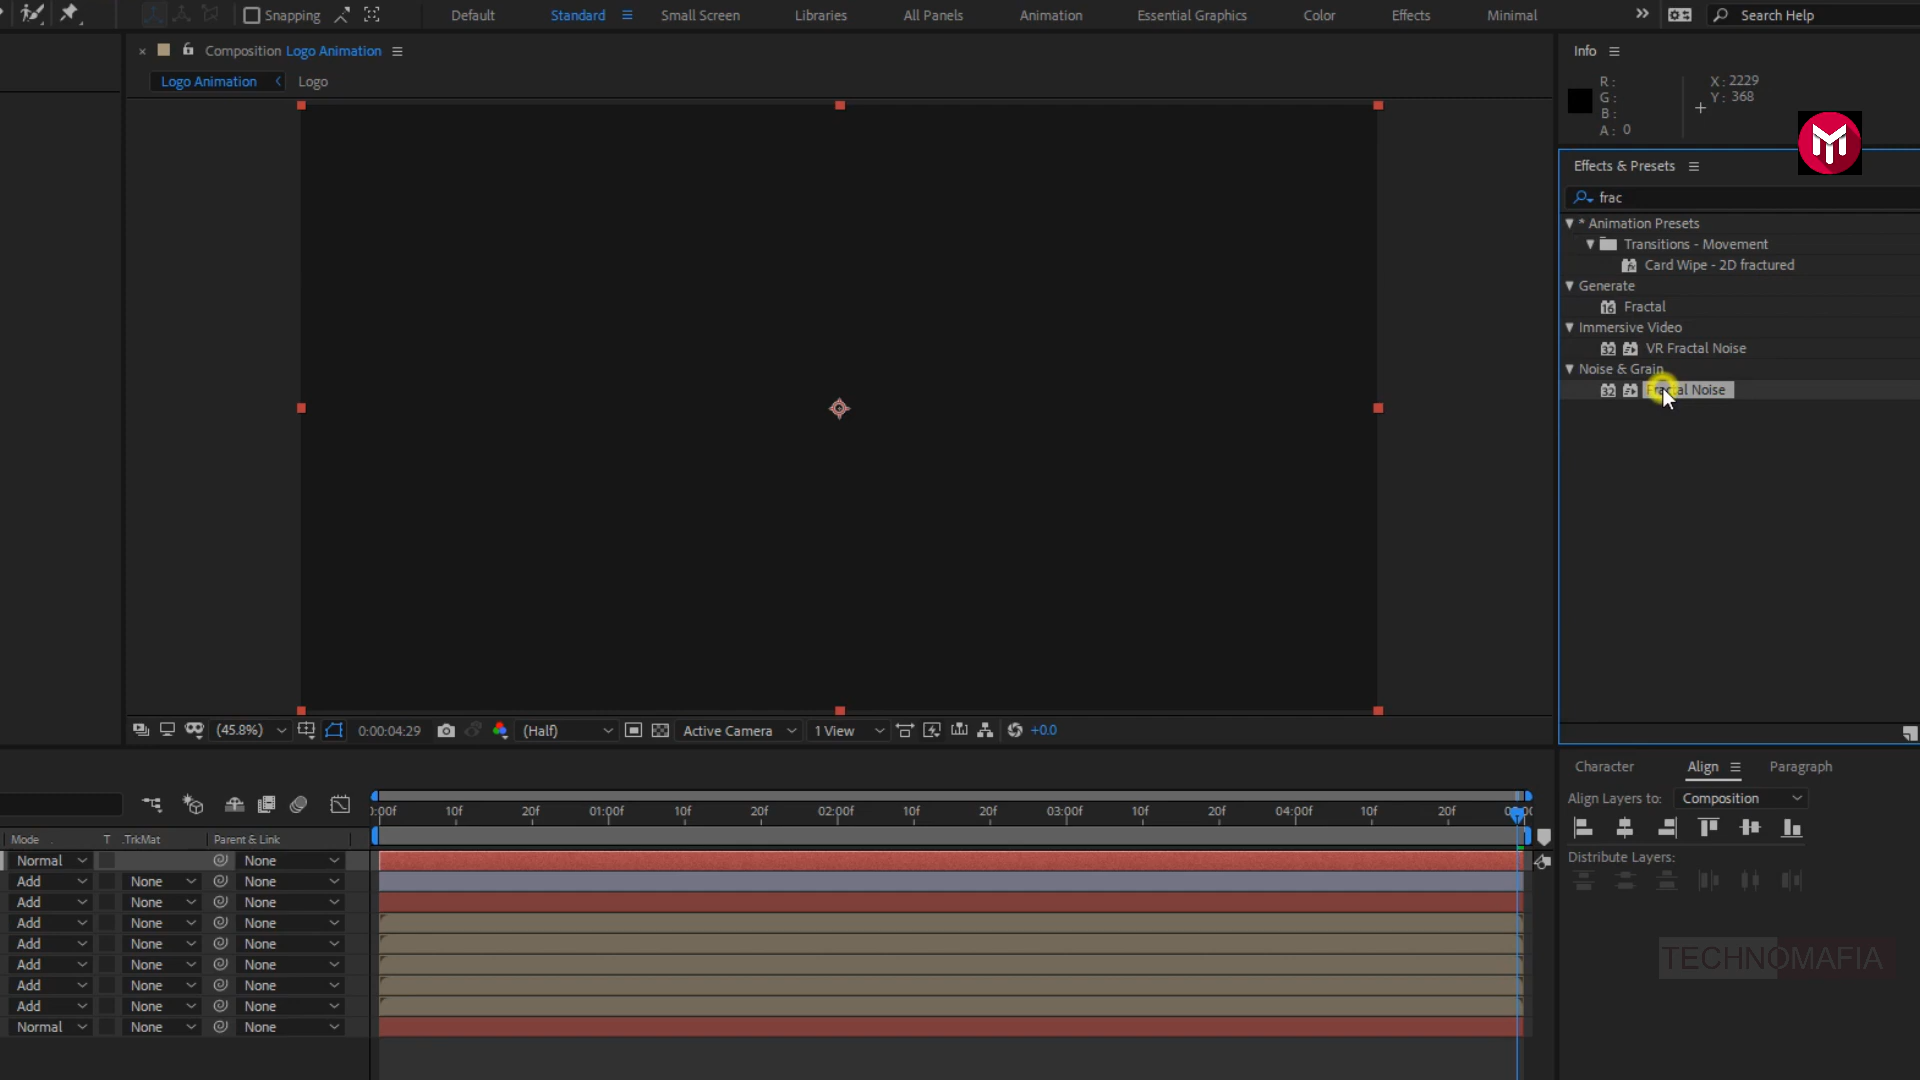 Snapping Default Standard Small Screen Libraries All Panels Animation Essential Graphics Color Effects Minimal Search Help
Composition Logo Animation
Logo Animation Logo
Info
R :
G :
B :
A : 0
X : 2229
Y : 368
Effects & Presets
frac
* Animation Presets
Transitions - Movement
Card Wipe - 2D fractured
Generate
16 Fractal
Immersive Video
32 VR Fractal Noise
Noise & Grain
32 Fractal Noise
(45.8%) 0:00:04:29 (Half) Active Camera 1 View +0.0
Character Align Paragraph
Align Layers to: Composition
Distribute Layers:
:00f 10f 20f 01:00f 10f 20f 02:00f 10f 20f 03:00f 10f 20f 04:00f 10f 20f
Mode T .TrkMat Parent & Link
Normal None
Add None None
Add None None
Add None None
Add None None
Add None None
Add None None
Add None None
Normal None None
TECHNOMAFIA